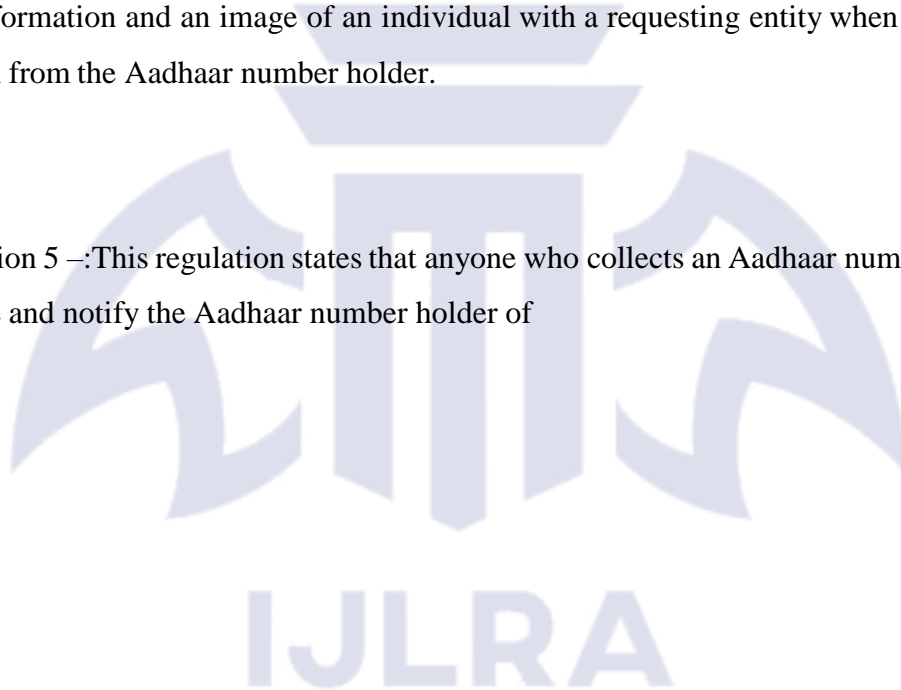 formation and an image of an individual with a requesting entity when
from the Aadhaar number holder.
ion 5 –:This regulation states that anyone who collects an Aadhaar num
and notify the Aadhaar number holder of
IJLRA